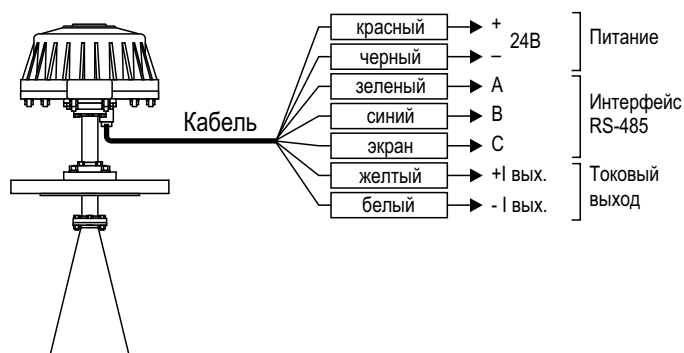 красный
+
24В
Питание
черный
–
зеленый
A
Интерфейс
RS-485
Кабель
синий
B
экран
C
желтый
+I вых.
Токовый
выход
белый
- I вых.